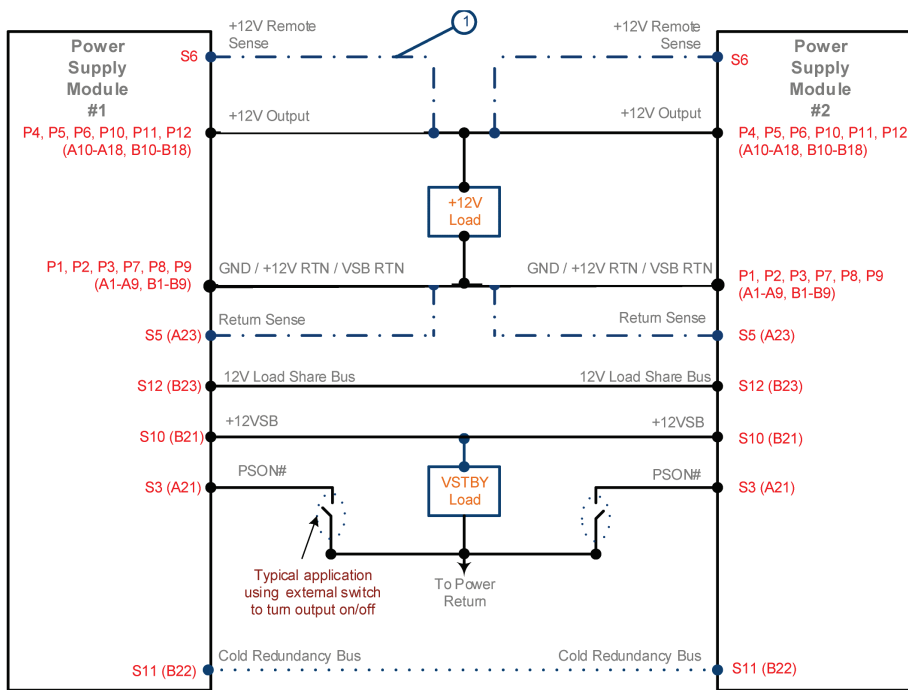 +12V Remote
Sense
1
+12V Remote
Sense
Power
Supply
Module
#1
Power
Supply
Module
#2
S6
S6
+12V Output
+12V Output
P4, P5, P6, P10, P11, P12
(A10-A18, B10-B18)
P4, P5, P6, P10, P11, P12
(A10-A18, B10-B18)
+12V
Load
P1, P2, P3, P7, P8, P9
(A1-A9, B1-B9)
GND / +12V RTN / VSB RTN
GND / +12V RTN / VSB RTN
P1, P2, P3, P7, P8, P9
(A1-A9, B1-B9)
S5 (A23)
Return Sense
Return Sense
S5 (A23)
S12 (B23)
12V Load Share Bus
12V Load Share Bus
S12 (B23)
S10 (B21)
+12VSB
+12VSB
S10 (B21)
S3 (A21)
PSON#
VSTBY
Load
PSON#
S3 (A21)
Typical application
using external switch
to turn output on/off
To Power
Return
S11 (B22)
Cold Redundancy Bus
Cold Redundancy Bus
S11 (B22)